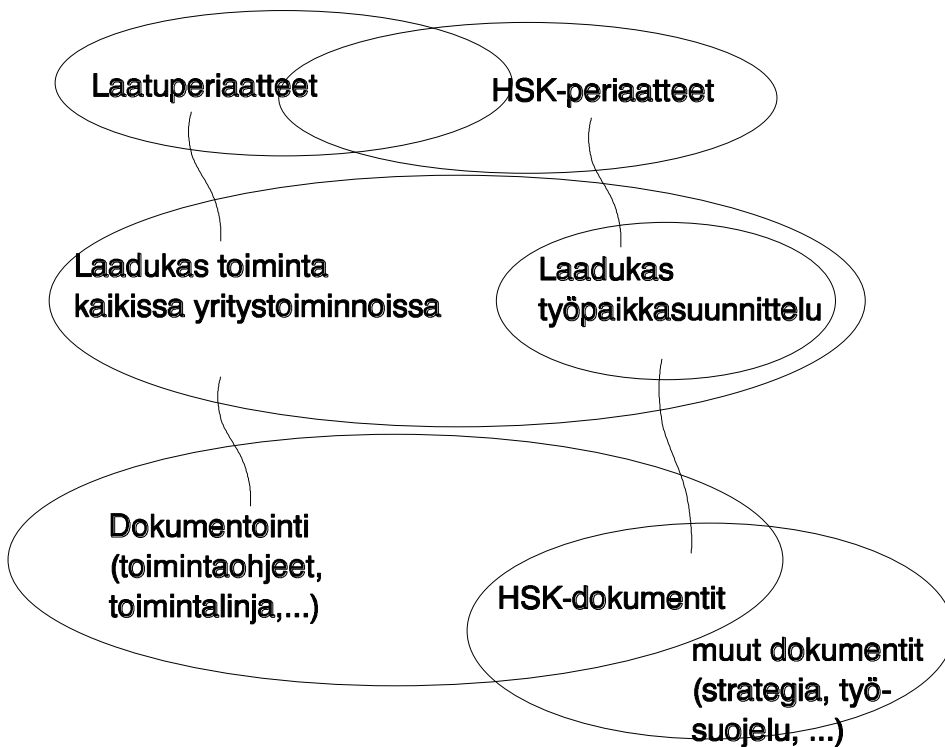 Laatuperiaatteet
HSK-periaatteet
Laadukas toiminta
kaikissa yritystoiminnoissa
Laadukas
työpaikkasuunnittelu
Dokumentointi
(toimintaohjeet,
toimintalinja,...)
HSK-dokumentit
muut dokumentit
(strategia, työ-
suojelu, ...)